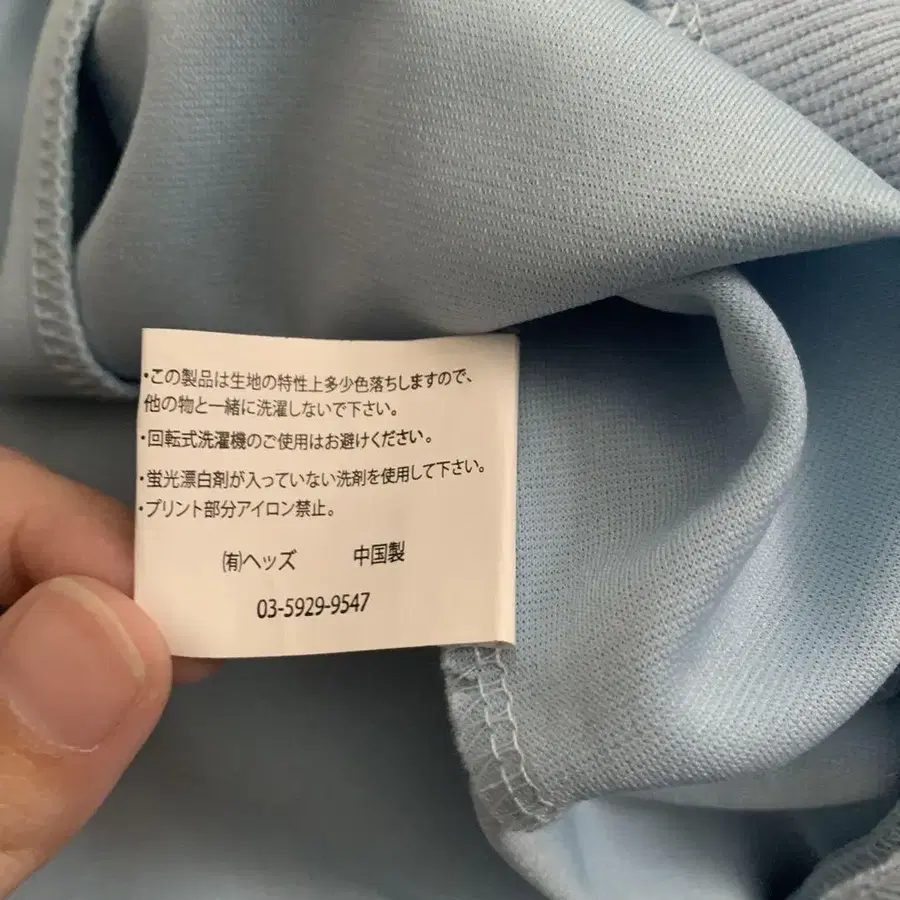 ・この製品は生地の特性上多少色落ちしますので、
他の物と一緒に洗濯しないで下さい。
・回転式洗濯機のご使用はお避けください。
・蛍光漂白剤が入っていない洗剤を使用して下さい。
・プリント部分アイロン禁止。
㈲ヘッズ 中国製
03-5929-9547